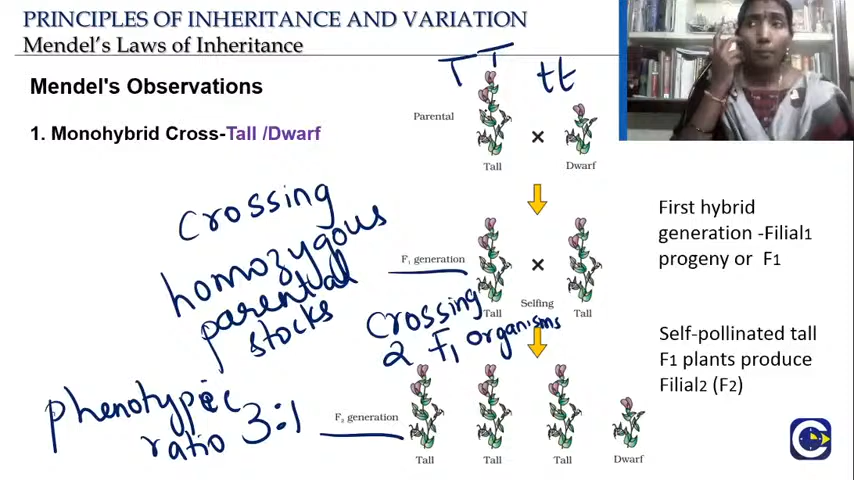 PRINCIPLES OF INHERITANCE AND VARIATION
Mendel's Laws of Inheritance
Mendel's Observations
1. Monohybrid Cross-Tall /Dwarf
TT
tt
Parental
×
Tall
Dwarf
crossing
homozygous
parental
stocks
F₁ generation
×
Tall
Selfing
Tall
First hybrid
generation -Filial1
progeny or F1
crossing
2 F₁ organisms
Self-pollinated tall
F1 plants produce
Filial2 (F2)
phenotypic
ratio 3:1
F₂ generation
Tall
Tall
Tall
Dwarf